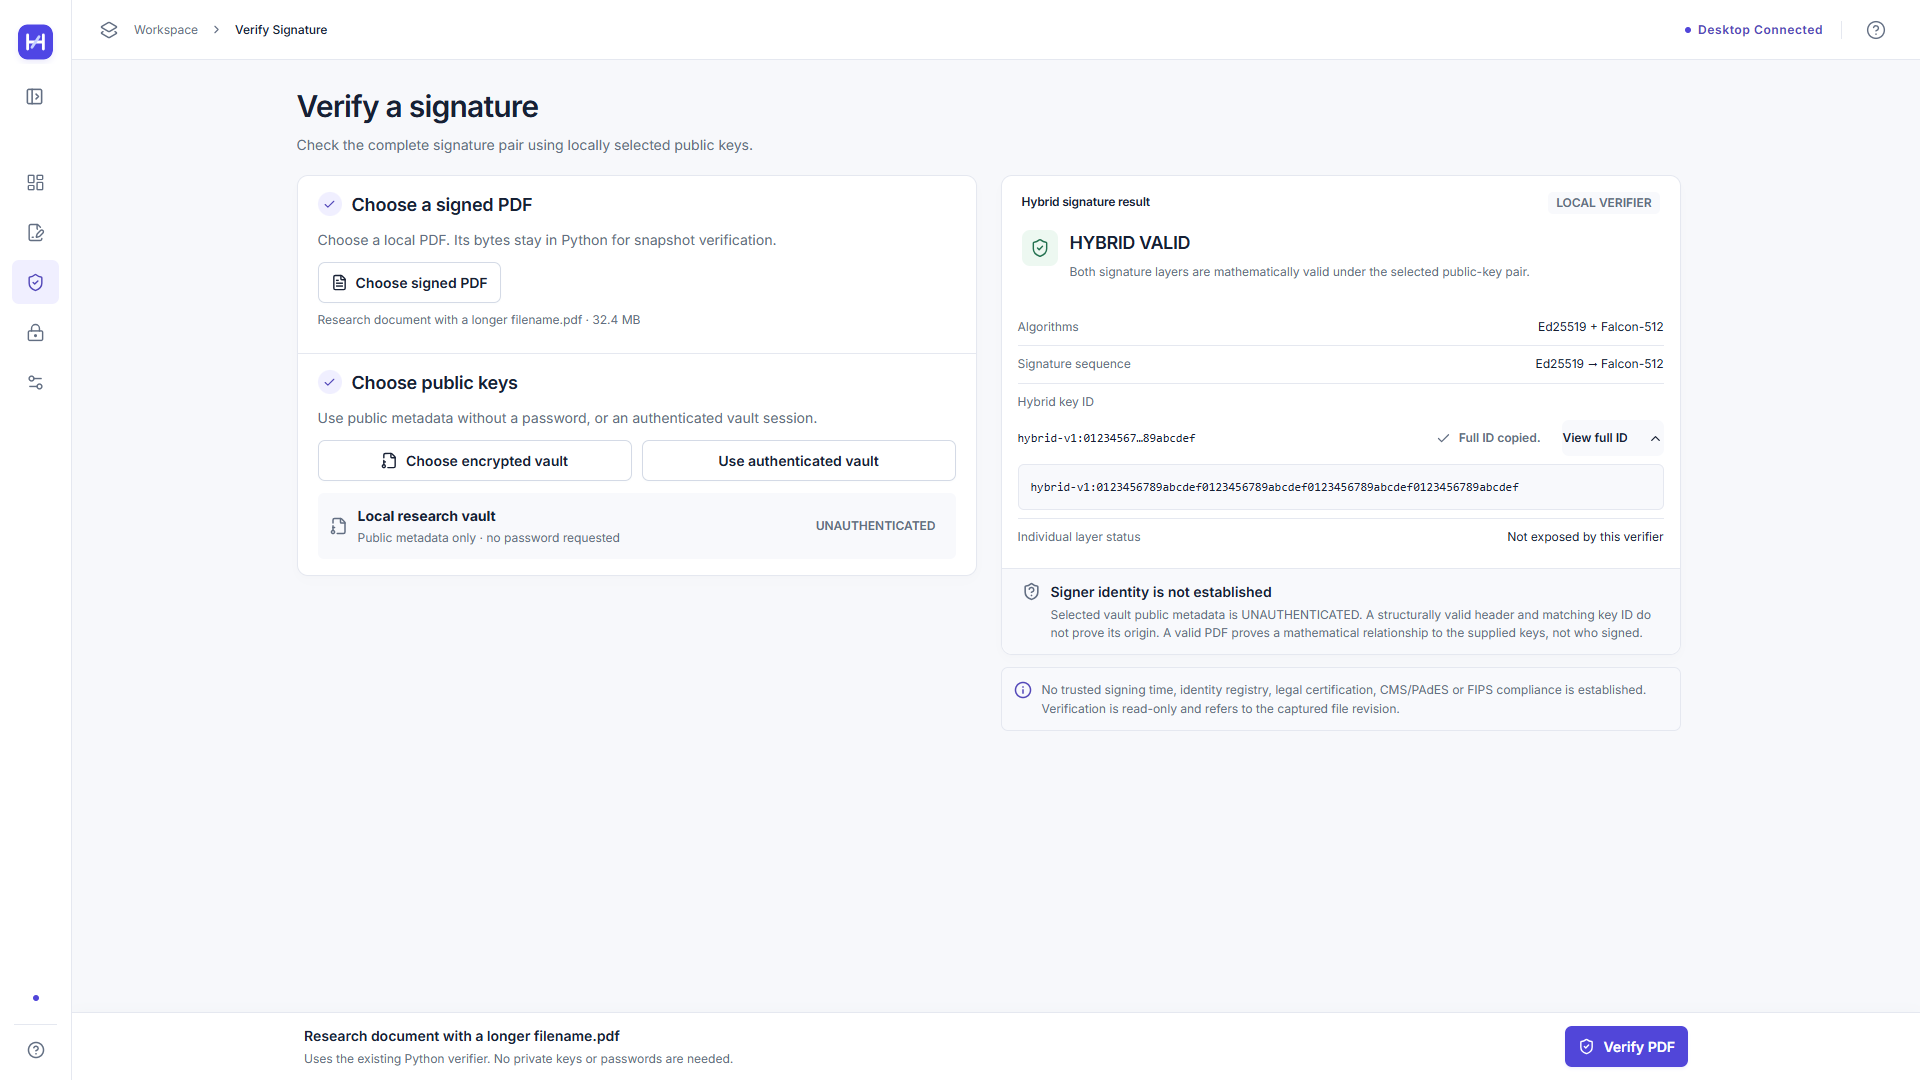 Workspace
Verify Signature
Desktop Connected
Verify a signature
Check the complete signature pair using locally selected public keys.
Choose a signed PDF
Choose a local PDF. Its bytes stay in Python for snapshot verification.
Choose signed PDF
Research document with a longer filename.pdf · 32.4 MB
Choose public keys
Use public metadata without a password, or an authenticated vault session.
Choose encrypted vault
Use authenticated vault
Local research vault
Public metadata only · no password requested
UNAUTHENTICATED
Hybrid signature result
LOCAL VERIFIER
HYBRID VALID
Both signature layers are mathematically valid under the selected public-key pair.
Algorithms
Ed25519 + Falcon-512
Signature sequence
Ed25519 → Falcon-512
Hybrid key ID
hybrid-v1:01234567…89abcdef
Full ID copied.
View full ID
hybrid-v1:0123456789abcdef0123456789abcdef0123456789abcdef0123456789abcdef
Individual layer status
Not exposed by this verifier
Signer identity is not established
Selected vault public metadata is UNAUTHENTICATED. A structurally valid header and matching key ID do
not prove its origin. A valid PDF proves a mathematical relationship to the supplied keys, not who signed.
No trusted signing time, identity registry, legal certification, CMS/PAdES or FIPS compliance is established.
Verification is read-only and refers to the captured file revision.
Research document with a longer filename.pdf
Uses the existing Python verifier. No private keys or passwords are needed.
Verify PDF